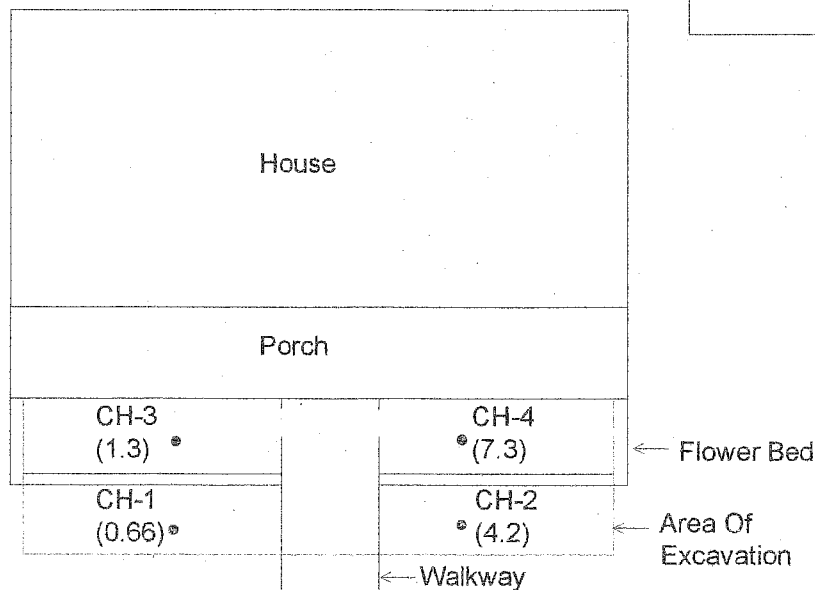 House
Porch
CH-3
(1.3)
CH-4
(7.3)
Flower Bed
CH-1
(0.66)
CH-2
(4.2)
Area Of
Excavation
Walkway